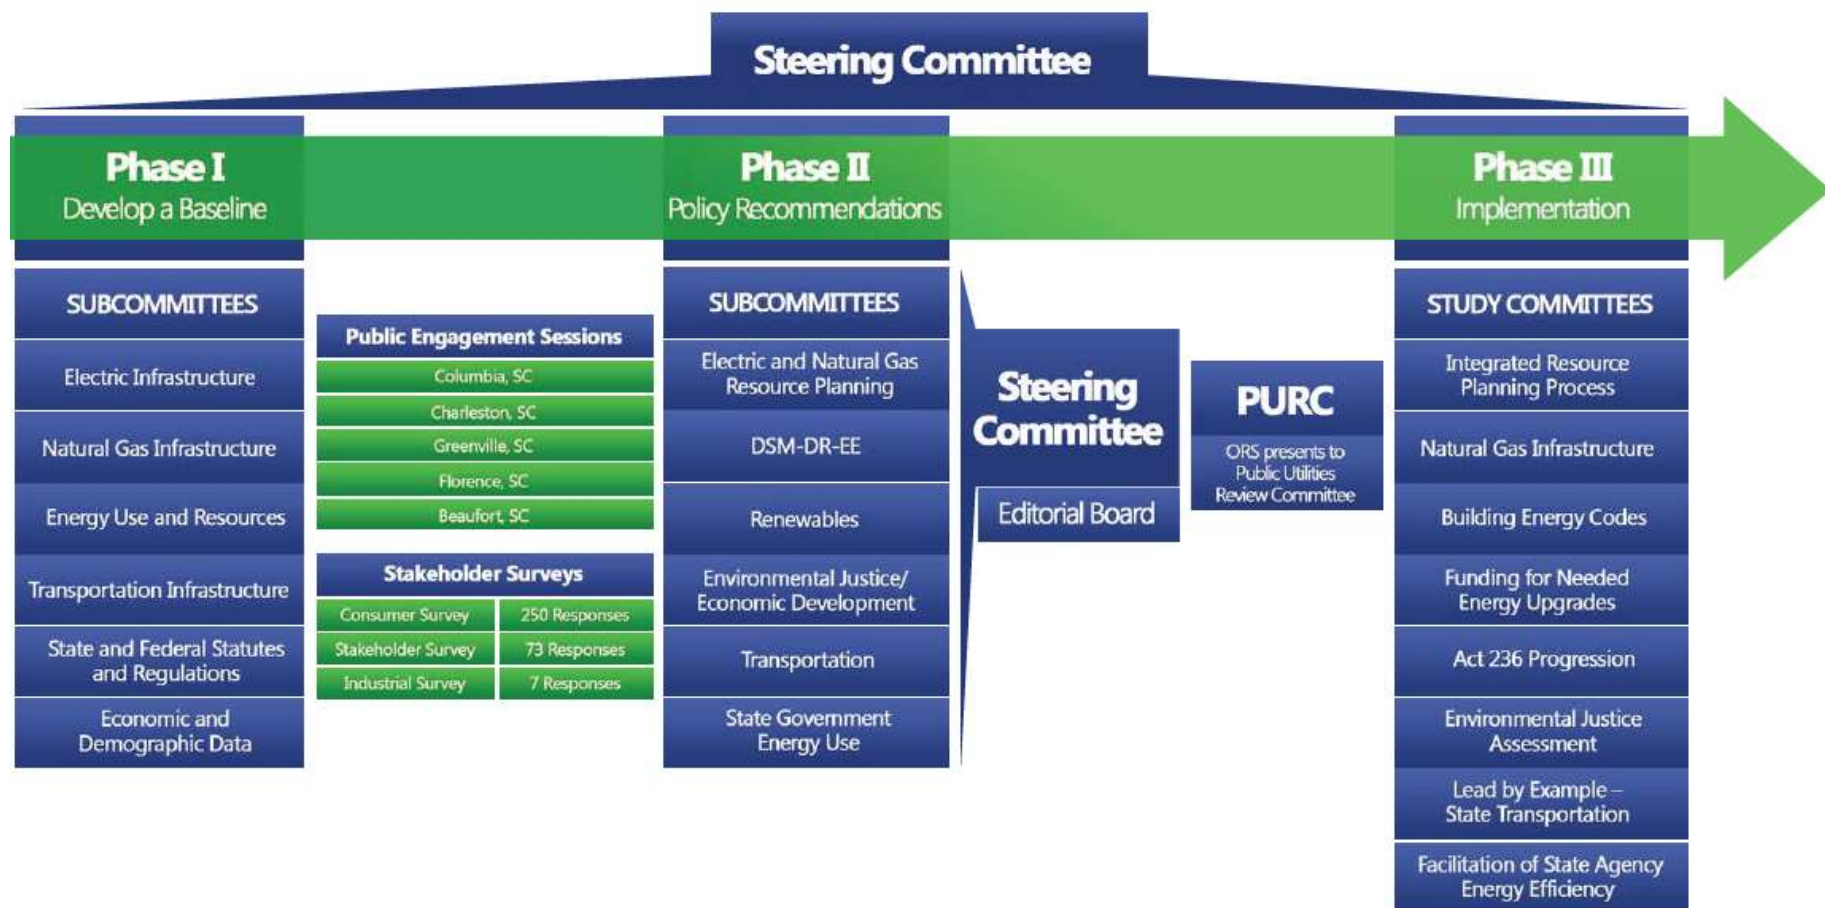 Steering Committee
Phase I
Develop a Baseline
Phase II
Policy Recommendations
Phase III
Implementation
SUBCOMMITTEES
Electric Infrastructure
Natural Gas Infrastructure
Energy Use and Resources
Transportation Infrastructure
State and Federal Statutes
and Regulations
Economic and
Demographic Data
Public Engagement Sessions
Columbia, SC
Charleston, SC
Greenville, SC
Florence, SC
Beaufort, SC
Stakeholder Surveys
Consumer Survey 250 Responses
Stakeholder Survey 73 Responses
Industrial Survey 7 Responses
SUBCOMMITTEES
Electric and Natural Gas
Resource Planning
DSM-DR-EE
Renewables
Environmental Justice/
Economic Development
Transportation
State Government
Energy Use
Steering
Committee
Editorial Board
PURC
ORS presents to
Public Utilities
Review Committee
STUDY COMMITTEES
Integrated Resource
Planning Process
Natural Gas Infrastructure
Building Energy Codes
Funding for Needed
Energy Upgrades
Act 236 Progression
Environmental Justice
Assessment
Lead by Example –
State Transportation
Facilitation of State Agency
Energy Efficiency